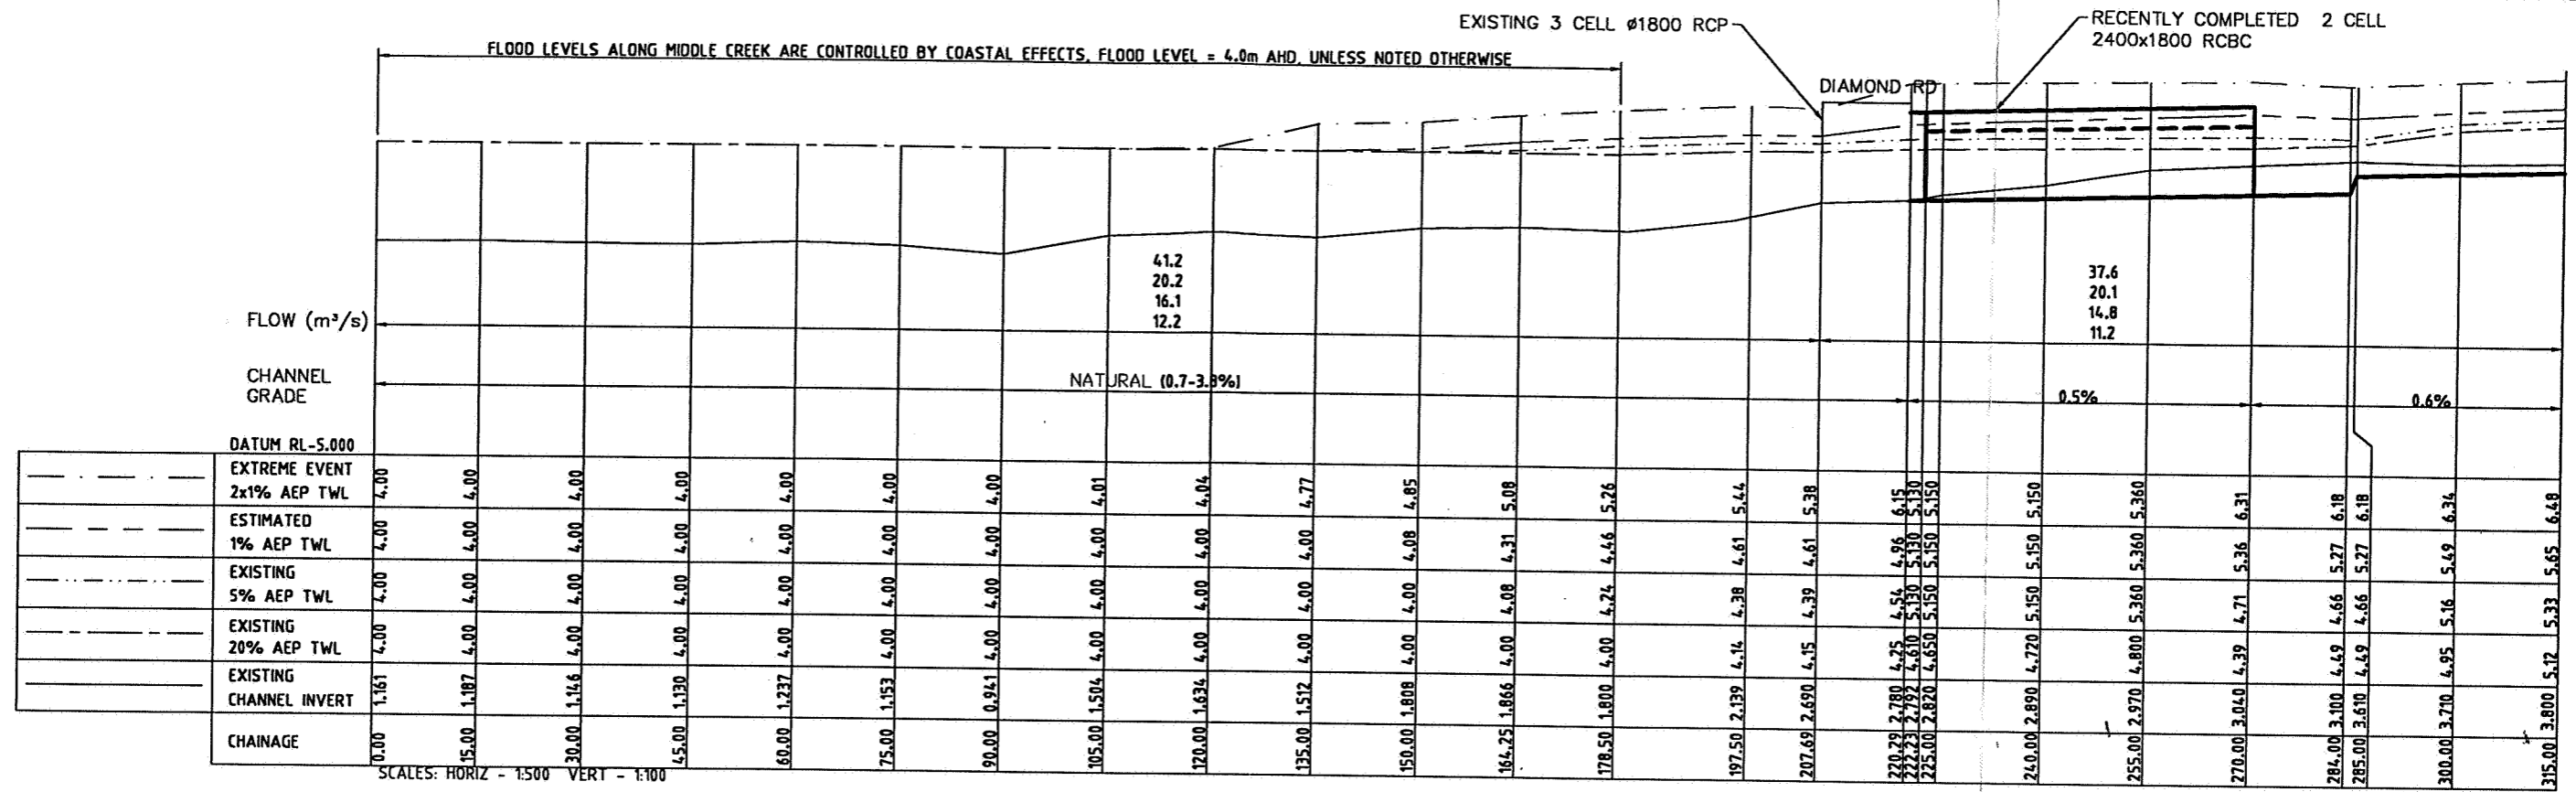 EXISTING 3 CELL ø1800 RCP
RECENTLY COMPLETED 2 CELL
2400x1800 RCBC
FLOOD LEVELS ALONG MIDDLE CREEK ARE CONTROLLED BY COASTAL EFFECTS, FLOOD LEVEL = 4.0m AHD, UNLESS NOTED OTHERWISE
DIAMOND RD
41.2
20.2
16.1
12.2
37.6
20.1
14.8
11.2
FLOW (m³/s)
CHANNEL
GRADE
NATURAL (0.7-3.8%)
0.5%
0.6%
DATUM RL-5.000
EXTREME EVENT
2x1% AEP TWL
4.00 4.00 4.00 4.00 4.00 4.00 4.00 4.01 4.04 4.77 4.85 5.08 5.26 5.44 5.38 6.15 5.130 5.150 5.150 5.360 6.31 6.18 6.18 6.34 6.48
ESTIMATED
1% AEP TWL
4.00 4.00 4.00 4.00 4.00 4.00 4.00 4.00 4.00 4.00 4.08 4.31 4.46 4.61 4.61 4.96 5.130 5.150 5.150 5.360 5.36 5.27 5.27 5.49 5.65
EXISTING
5% AEP TWL
4.00 4.00 4.00 4.00 4.00 4.00 4.00 4.00 4.00 4.00 4.00 4.08 4.24 4.38 4.39 4.54 5.130 5.150 5.150 5.360 4.71 4.66 4.66 5.16 5.33
EXISTING
20% AEP TWL
4.00 4.00 4.00 4.00 4.00 4.00 4.00 4.00 4.00 4.00 4.00 4.00 4.00 4.14 4.15 4.25 4.610 4.650 4.720 4.800 4.39 4.49 4.49 4.95 5.12
EXISTING
CHANNEL INVERT
1.161 1.187 1.146 1.130 1.237 1.153 0.941 1.504 1.634 1.512 1.808 1.866 1.800 2.139 2.690 2.780 2.792 2.820 2.890 2.970 3.040 3.100 3.610 3.710 3.800
CHAINAGE
0.00 15.00 30.00 45.00 60.00 75.00 90.00 105.00 120.00 135.00 150.00 164.25 178.50 197.50 207.69 220.29 222.23 225.00 240.00 255.00 270.00 284.00 285.00 300.00 315.00
SCALES: HORIZ - 1:500 VERT - 1:100